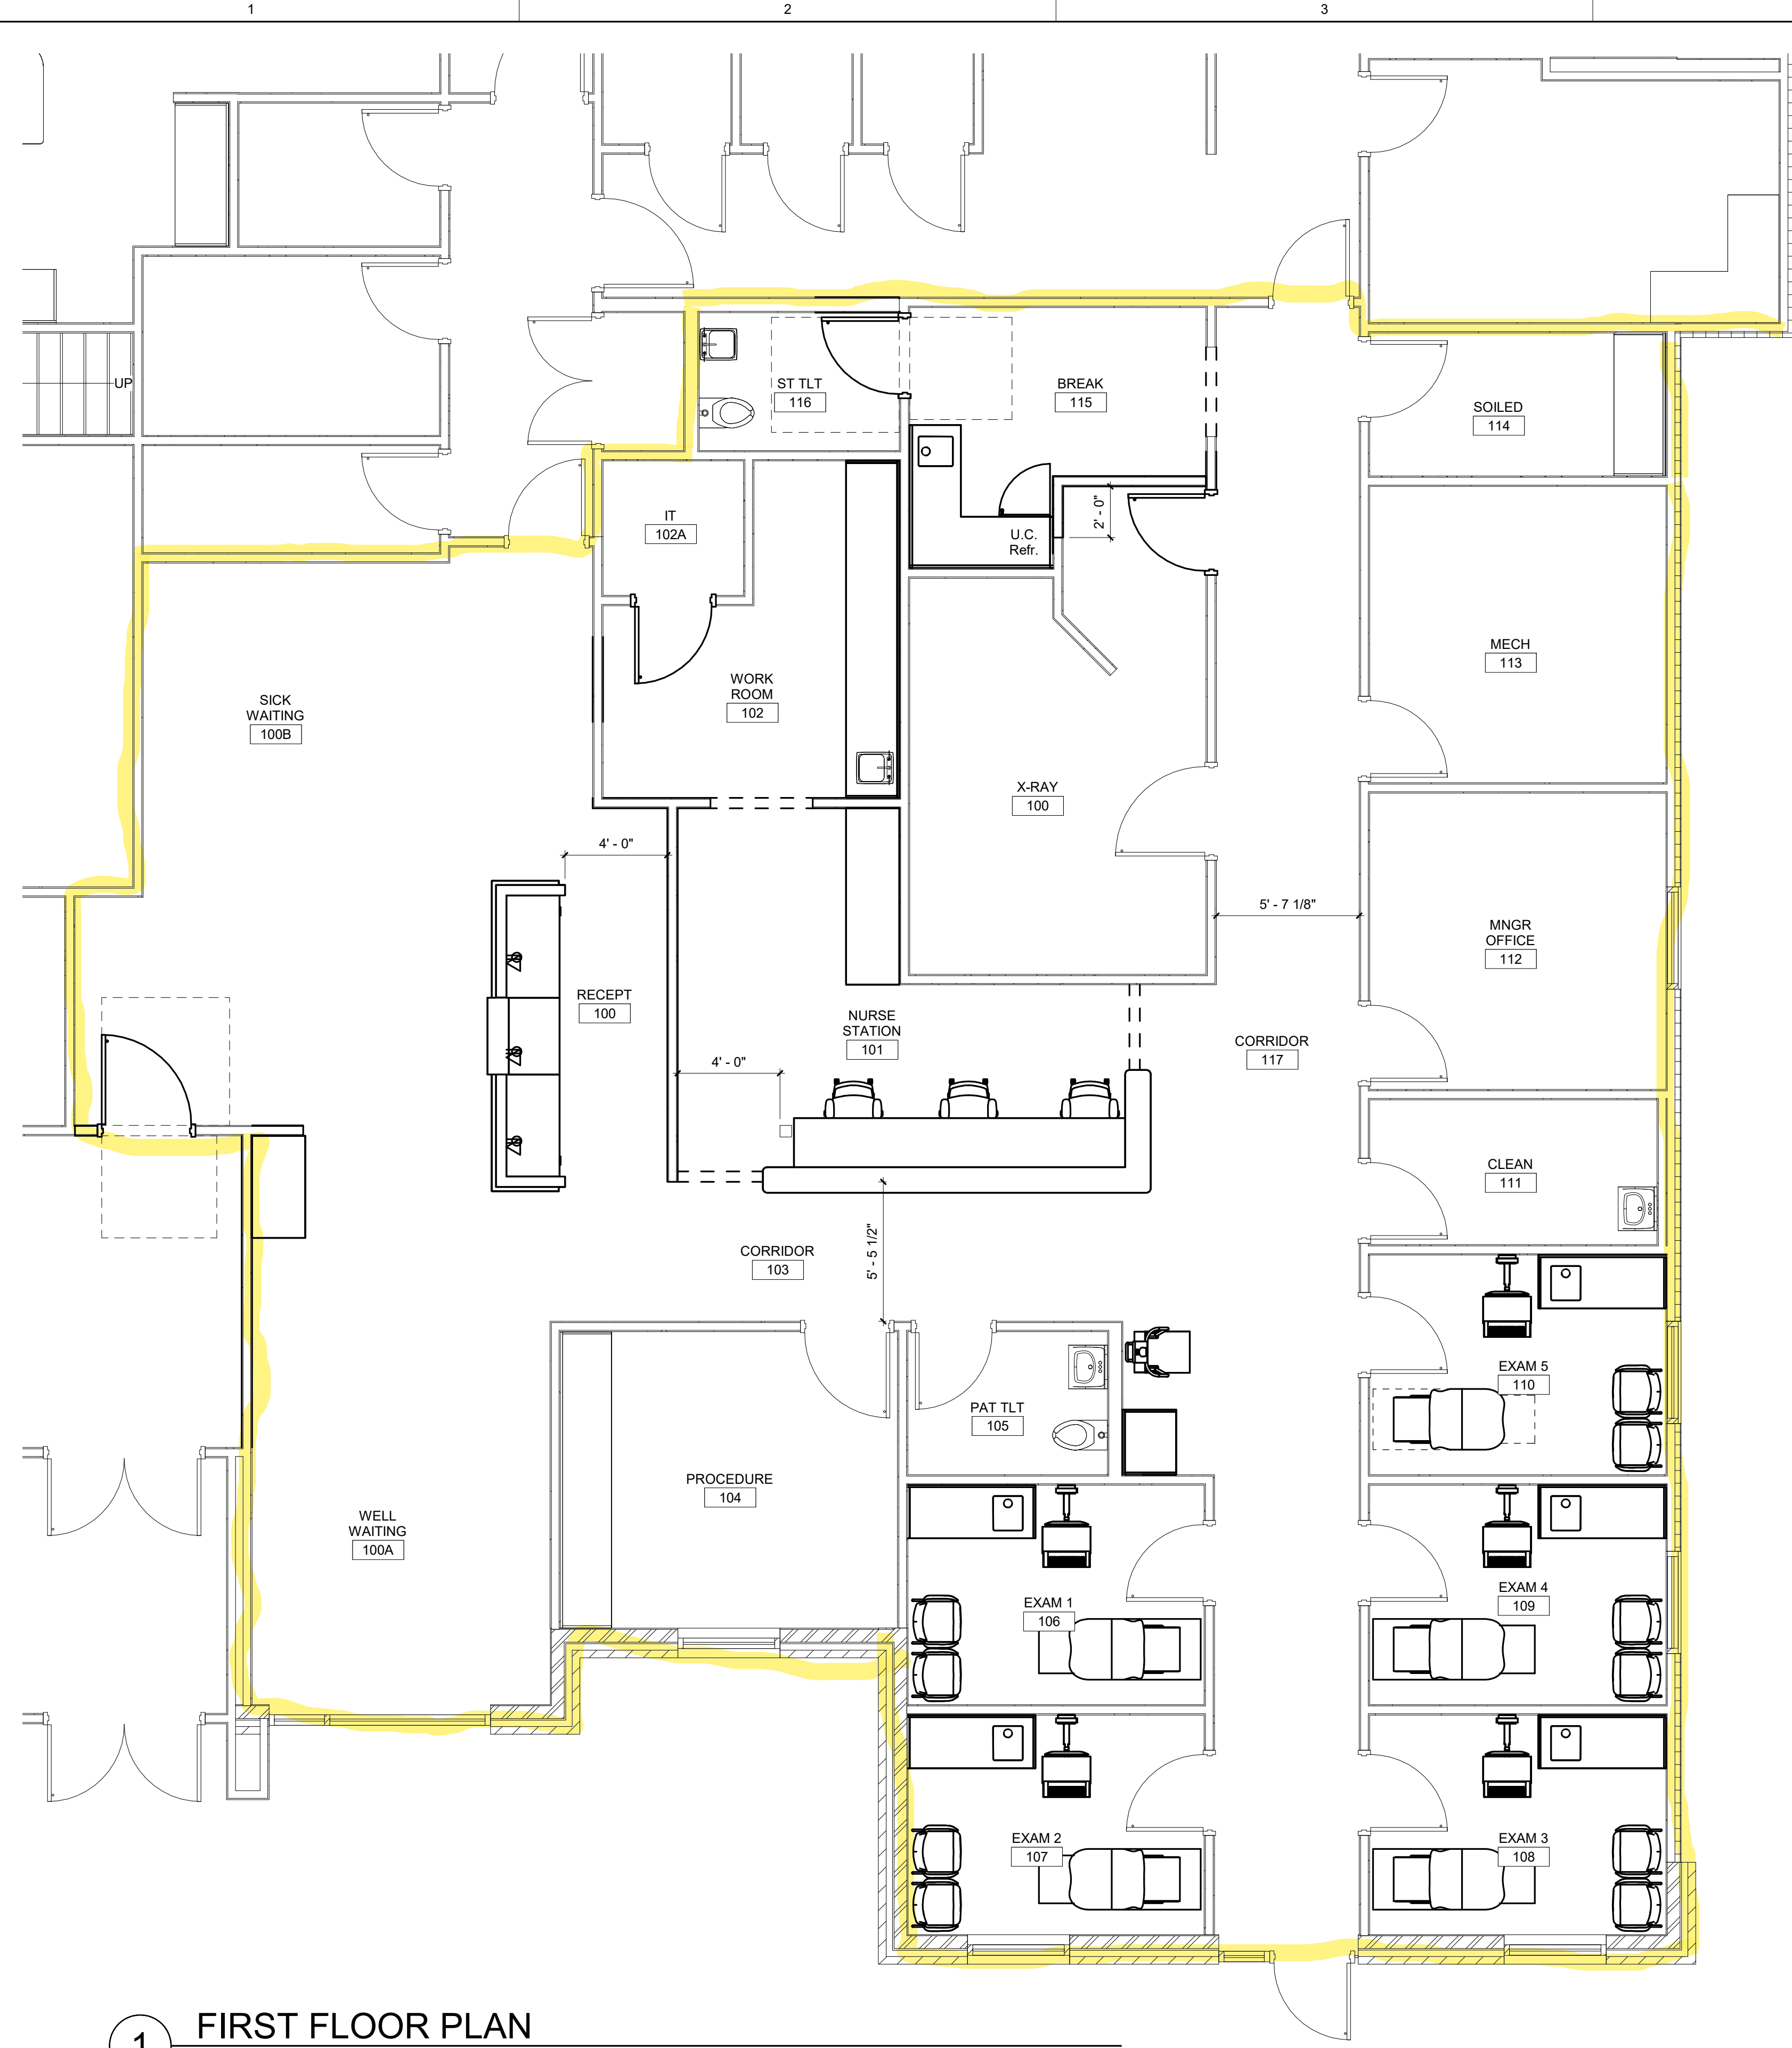 1
2
3
UP
ST TLT
116
BREAK
115
SOILED
114
IT
102A
U.C.
Refr.
2' - 0"
MECH
113
SICK
WAITING
100B
WORK
ROOM
102
X-RAY
100
4' - 0"
5' - 7 1/8"
MNGR
OFFICE
112
RECEPT
100
NURSE
STATION
101
CORRIDOR
117
4' - 0"
CLEAN
111
CORRIDOR
103
5' - 5 1/2"
EXAM 5
110
PAT TLT
105
PROCEDURE
104
WELL
WAITING
100A
EXAM 1
106
EXAM 4
109
EXAM 2
107
EXAM 3
108
1
FIRST FLOOR PLAN